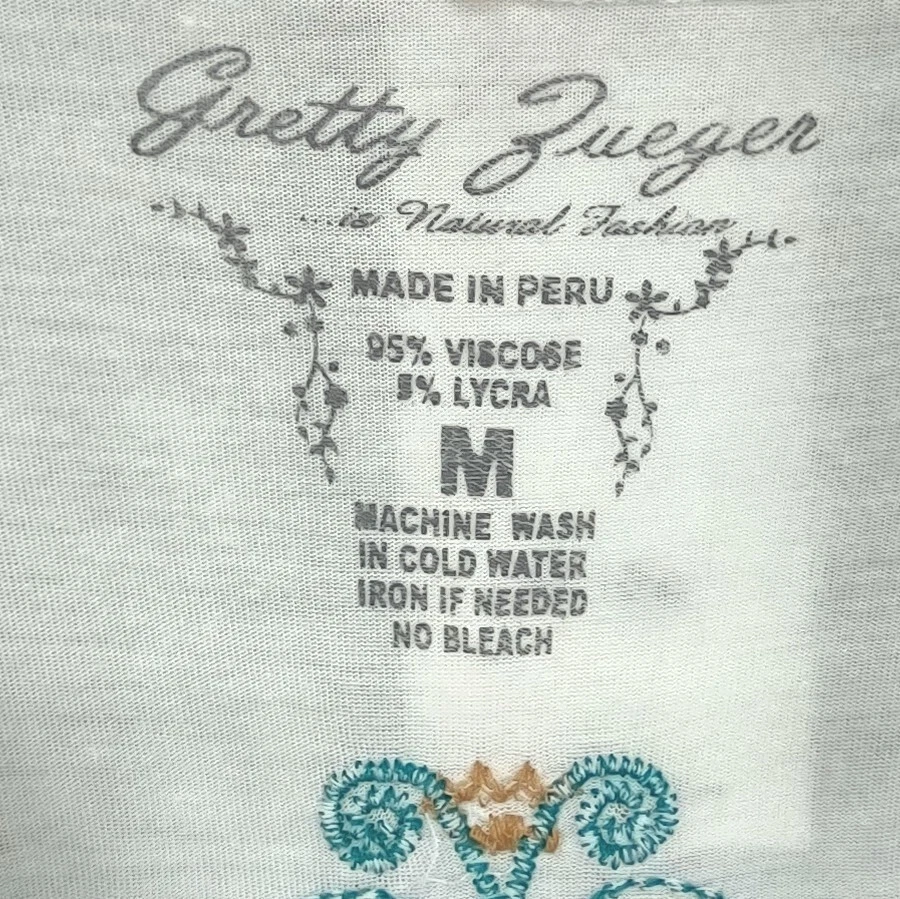 Gretty Zueger
...is Natural Fashion
MADE IN PERU
95% VISCOSE
5% LYCRA
M
MACHINE WASH
IN COLD WATER
IRON IF NEEDED
NO BLEACH